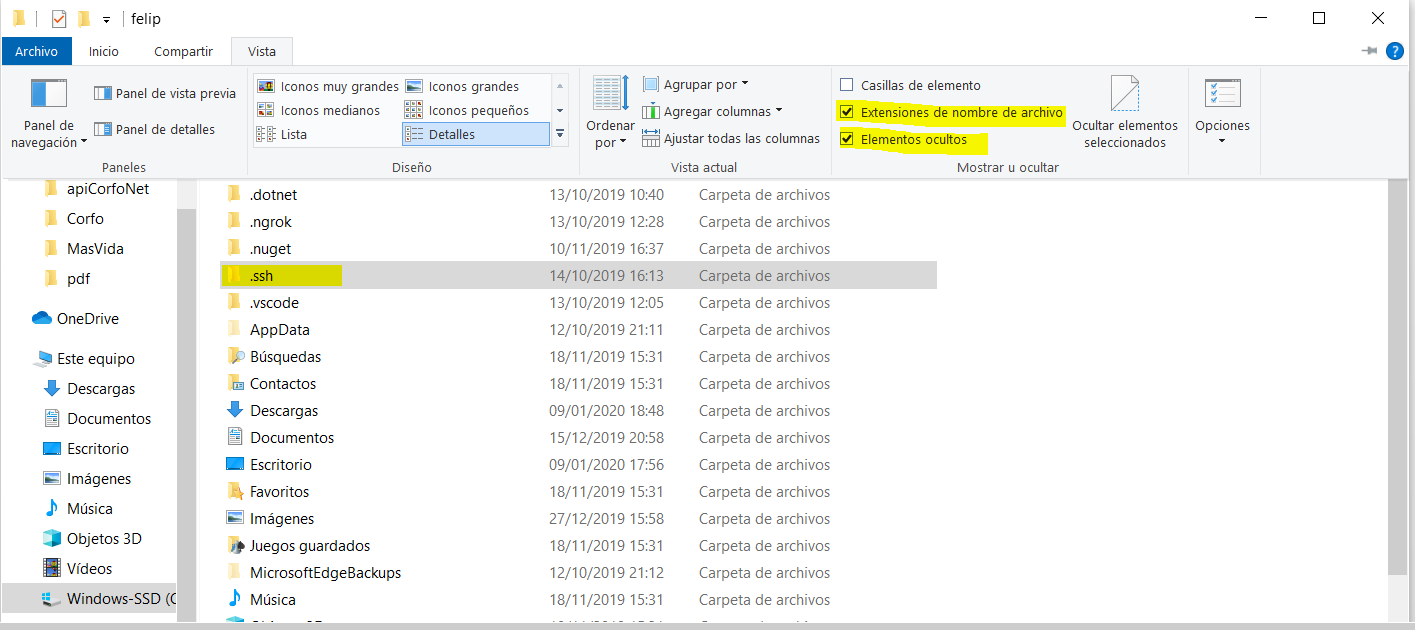 felip
Archivo Inicio Compartir Vista
Panel de navegación
Panel de vista previa
Panel de detalles
Paneles
Iconos muy grandes Iconos grandes
Iconos medianos Iconos pequeños
Lista Detalles
Diseño
Ordenar por
Agrupar por
Agregar columnas
Ajustar todas las columnas
Vista actual
Casillas de elemento
Extensiones de nombre de archivo
Elementos ocultos
Ocultar elementos seleccionados
Mostrar u ocultar
Opciones
apiCorfoNet
Corfo
MasVida
pdf
OneDrive
Este equipo
Descargas
Documentos
Escritorio
Imágenes
Música
Objetos 3D
Vídeos
Windows-SSD (C
.dotnet 13/10/2019 10:40 Carpeta de archivos
.ngrok 13/10/2019 12:28 Carpeta de archivos
.nuget 10/11/2019 16:37 Carpeta de archivos
.ssh 14/10/2019 16:13 Carpeta de archivos
.vscode 13/10/2019 12:05 Carpeta de archivos
AppData 12/10/2019 21:11 Carpeta de archivos
Búsquedas 18/11/2019 15:31 Carpeta de archivos
Contactos 18/11/2019 15:31 Carpeta de archivos
Descargas 09/01/2020 18:48 Carpeta de archivos
Documentos 15/12/2019 20:58 Carpeta de archivos
Escritorio 09/01/2020 17:56 Carpeta de archivos
Favoritos 18/11/2019 15:31 Carpeta de archivos
Imágenes 27/12/2019 15:58 Carpeta de archivos
Juegos guardados 18/11/2019 15:31 Carpeta de archivos
MicrosoftEdgeBackups 12/10/2019 21:12 Carpeta de archivos
Música 18/11/2019 15:31 Carpeta de archivos